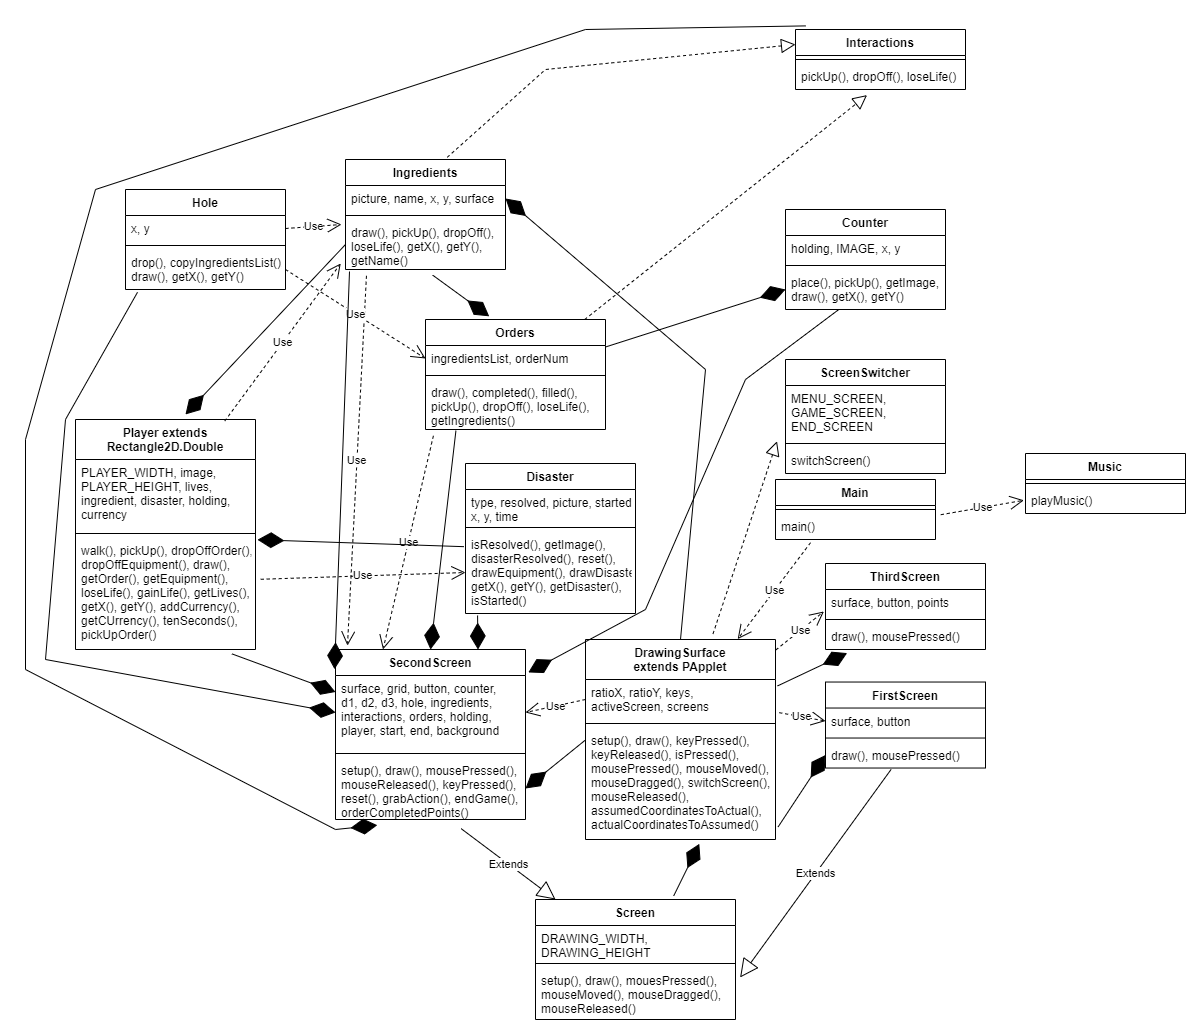 Interactions
pickUp(), dropOff(), loseLife()
Ingredients
picture, name, x, y, surface
draw(), pickUp(), dropOff(),
loseLife(), getX(), getY(),
getName()
Hole
x, y
drop(), copyIngredientsList()
draw(), getX(), getY()
Use
Use
Use
Counter
holding, IMAGE, x, y
place(), pickUp(), getImage,
draw(), getX(), getY()
Orders
ingredientsList, orderNum
draw(), completed(), filled(),
pickUp(), dropOff(), loseLife(),
getIngredients()
ScreenSwitcher
MENU_SCREEN,
GAME_SCREEN,
END_SCREEN
switchScreen()
Player extends
Rectangle2D.Double
PLAYER_WIDTH, image,
PLAYER_HEIGHT, lives,
ingredient, disaster, holding,
currency
walk(), pickUp(), dropOffOrder(),
dropOffEquipment(), draw(),
getOrder(), getEquipment(),
loseLife(), gainLife(), getLives(),
getX(), getY(), addCurrency(),
getCUrrency(), tenSeconds(),
pickUpOrder()
Use
Use
Use
Disaster
type, resolved, picture, started
x, y, time
isResolved(), getImage(),
disasterResolved(), reset(),
drawEquipment(), drawDisaste
getX(), getY(), getDisaster(),
isStarted()
Main
main()
Use
Music
playMusic()
Use
ThirdScreen
surface, button, points
draw(), mousePressed()
Use
SecondScreen
surface, grid, button, counter,
d1, d2, d3, hole, ingredients,
interactions, orders, holding,
player, start, end, background
setup(), draw(), mousePressed(),
mouseReleased(), keyPressed(),
reset(), grabAction(), endGame(),
orderCompletedPoints()
Use
DrawingSurface
extends PApplet
ratioX, ratioY, keys,
activeScreen, screens
setup(), draw(), keyPressed(),
keyReleased(), isPressed(),
mousePressed(), mouseMoved(),
mouseDragged(), switchScreen(),
mouseReleased(),
assumedCoordinatesToActual(),
actualCoordinatesToAssumed()
Use
FirstScreen
surface, button
draw(), mousePressed()
Extends
Extends
Screen
DRAWING_WIDTH,
DRAWING_HEIGHT
setup(), draw(), mouesPressed(),
mouseMoved(), mouseDragged(),
mouseReleased()